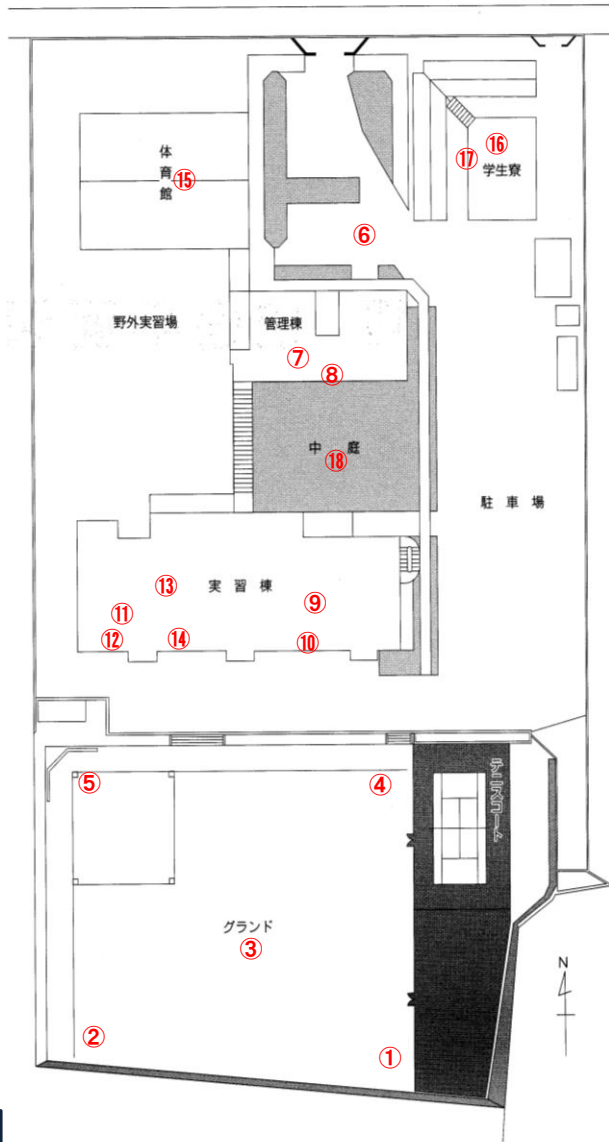 体育館
⑮
⑯
⑰
学生寮
⑥
野外実習場
管理棟
⑦
⑧
中庭
⑱
駐車場
⑬
実習棟
⑨
⑪
⑫
⑭
⑩
⑤
④
テニスコート
グランド
③
N
②
①